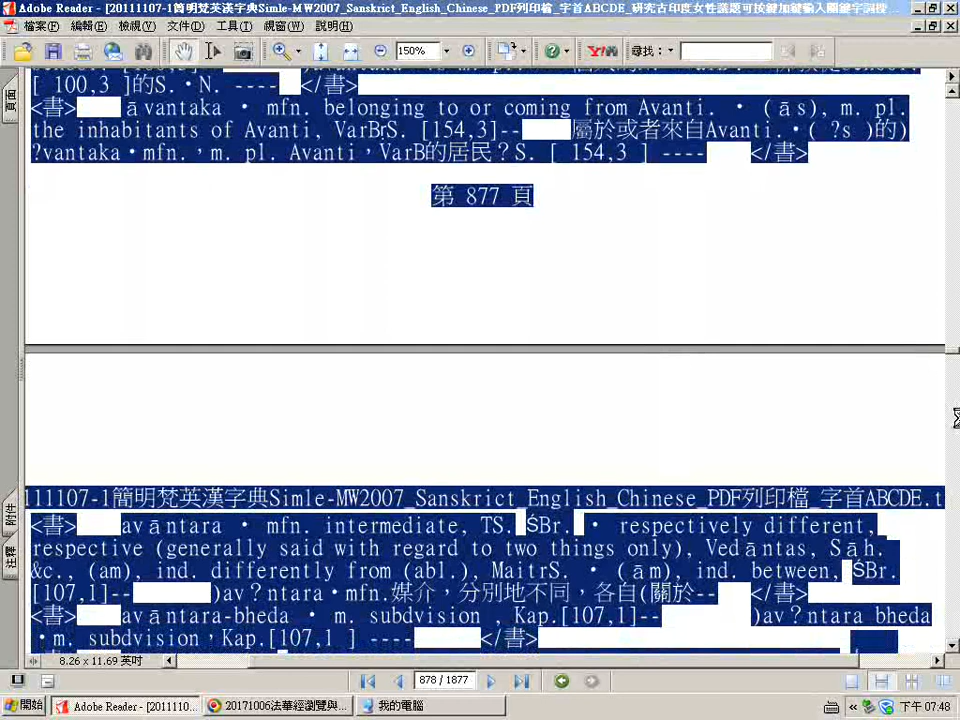 Adobe Reader - [20111107-1簡明梵英漢字典Simle-MW2007_Sanskrict_English_Chinese_PDF列印檔_字首ABCDE_研究古印度女性議題可按鍵加鍵輸入關鍵字詞搜
檔案(F) 編輯(E) 檢視(V) 文件(D) 工具(T) 視窗(W) 說明(H)
150% 尋找:
頁面
[ 100,3 ]的S.·N. ---- </書>
<書> āvantaka · mfn. belonging to or coming from Avanti. · (ās), m. pl.
the inhabitants of Avanti, VarBṛS. [154,3]-- 屬於或者來自Avanti.·( ?s )的)
?vantaka·mfn.，m. pl. Avanti，VarB的居民？S. [ 154,3 ] ---- </書>
第 877 頁
111107-1簡明梵英漢字典Simle-MW2007_Sanskrict_English_Chinese_PDF列印檔_字首ABCDE.t
<書> avāntara · mfn. intermediate, TS. ŚBr. · respectively different,
respective (generally said with regard to two things only), Vedāntas, Sāh.
&c., (am), ind. differently from (abl.), MaitrS. · (ām), ind. between, ŚBr.
[107,1]-- )av?ntara·mfn.媒介，分別地不同，各自(關於-- </書>
<書> avāntara-bheda · m. subdvision , Kap.[107,1]-- )av?ntara bheda
·m. subdvision，Kap.[107,1 ] ---- </書>
附件
注釋
8.26 x 11.69 英吋
878 / 1877
開始 Adobe Reader - [2011110... 20171006法華經瀏覽與... 我的電腦 下午 07:48